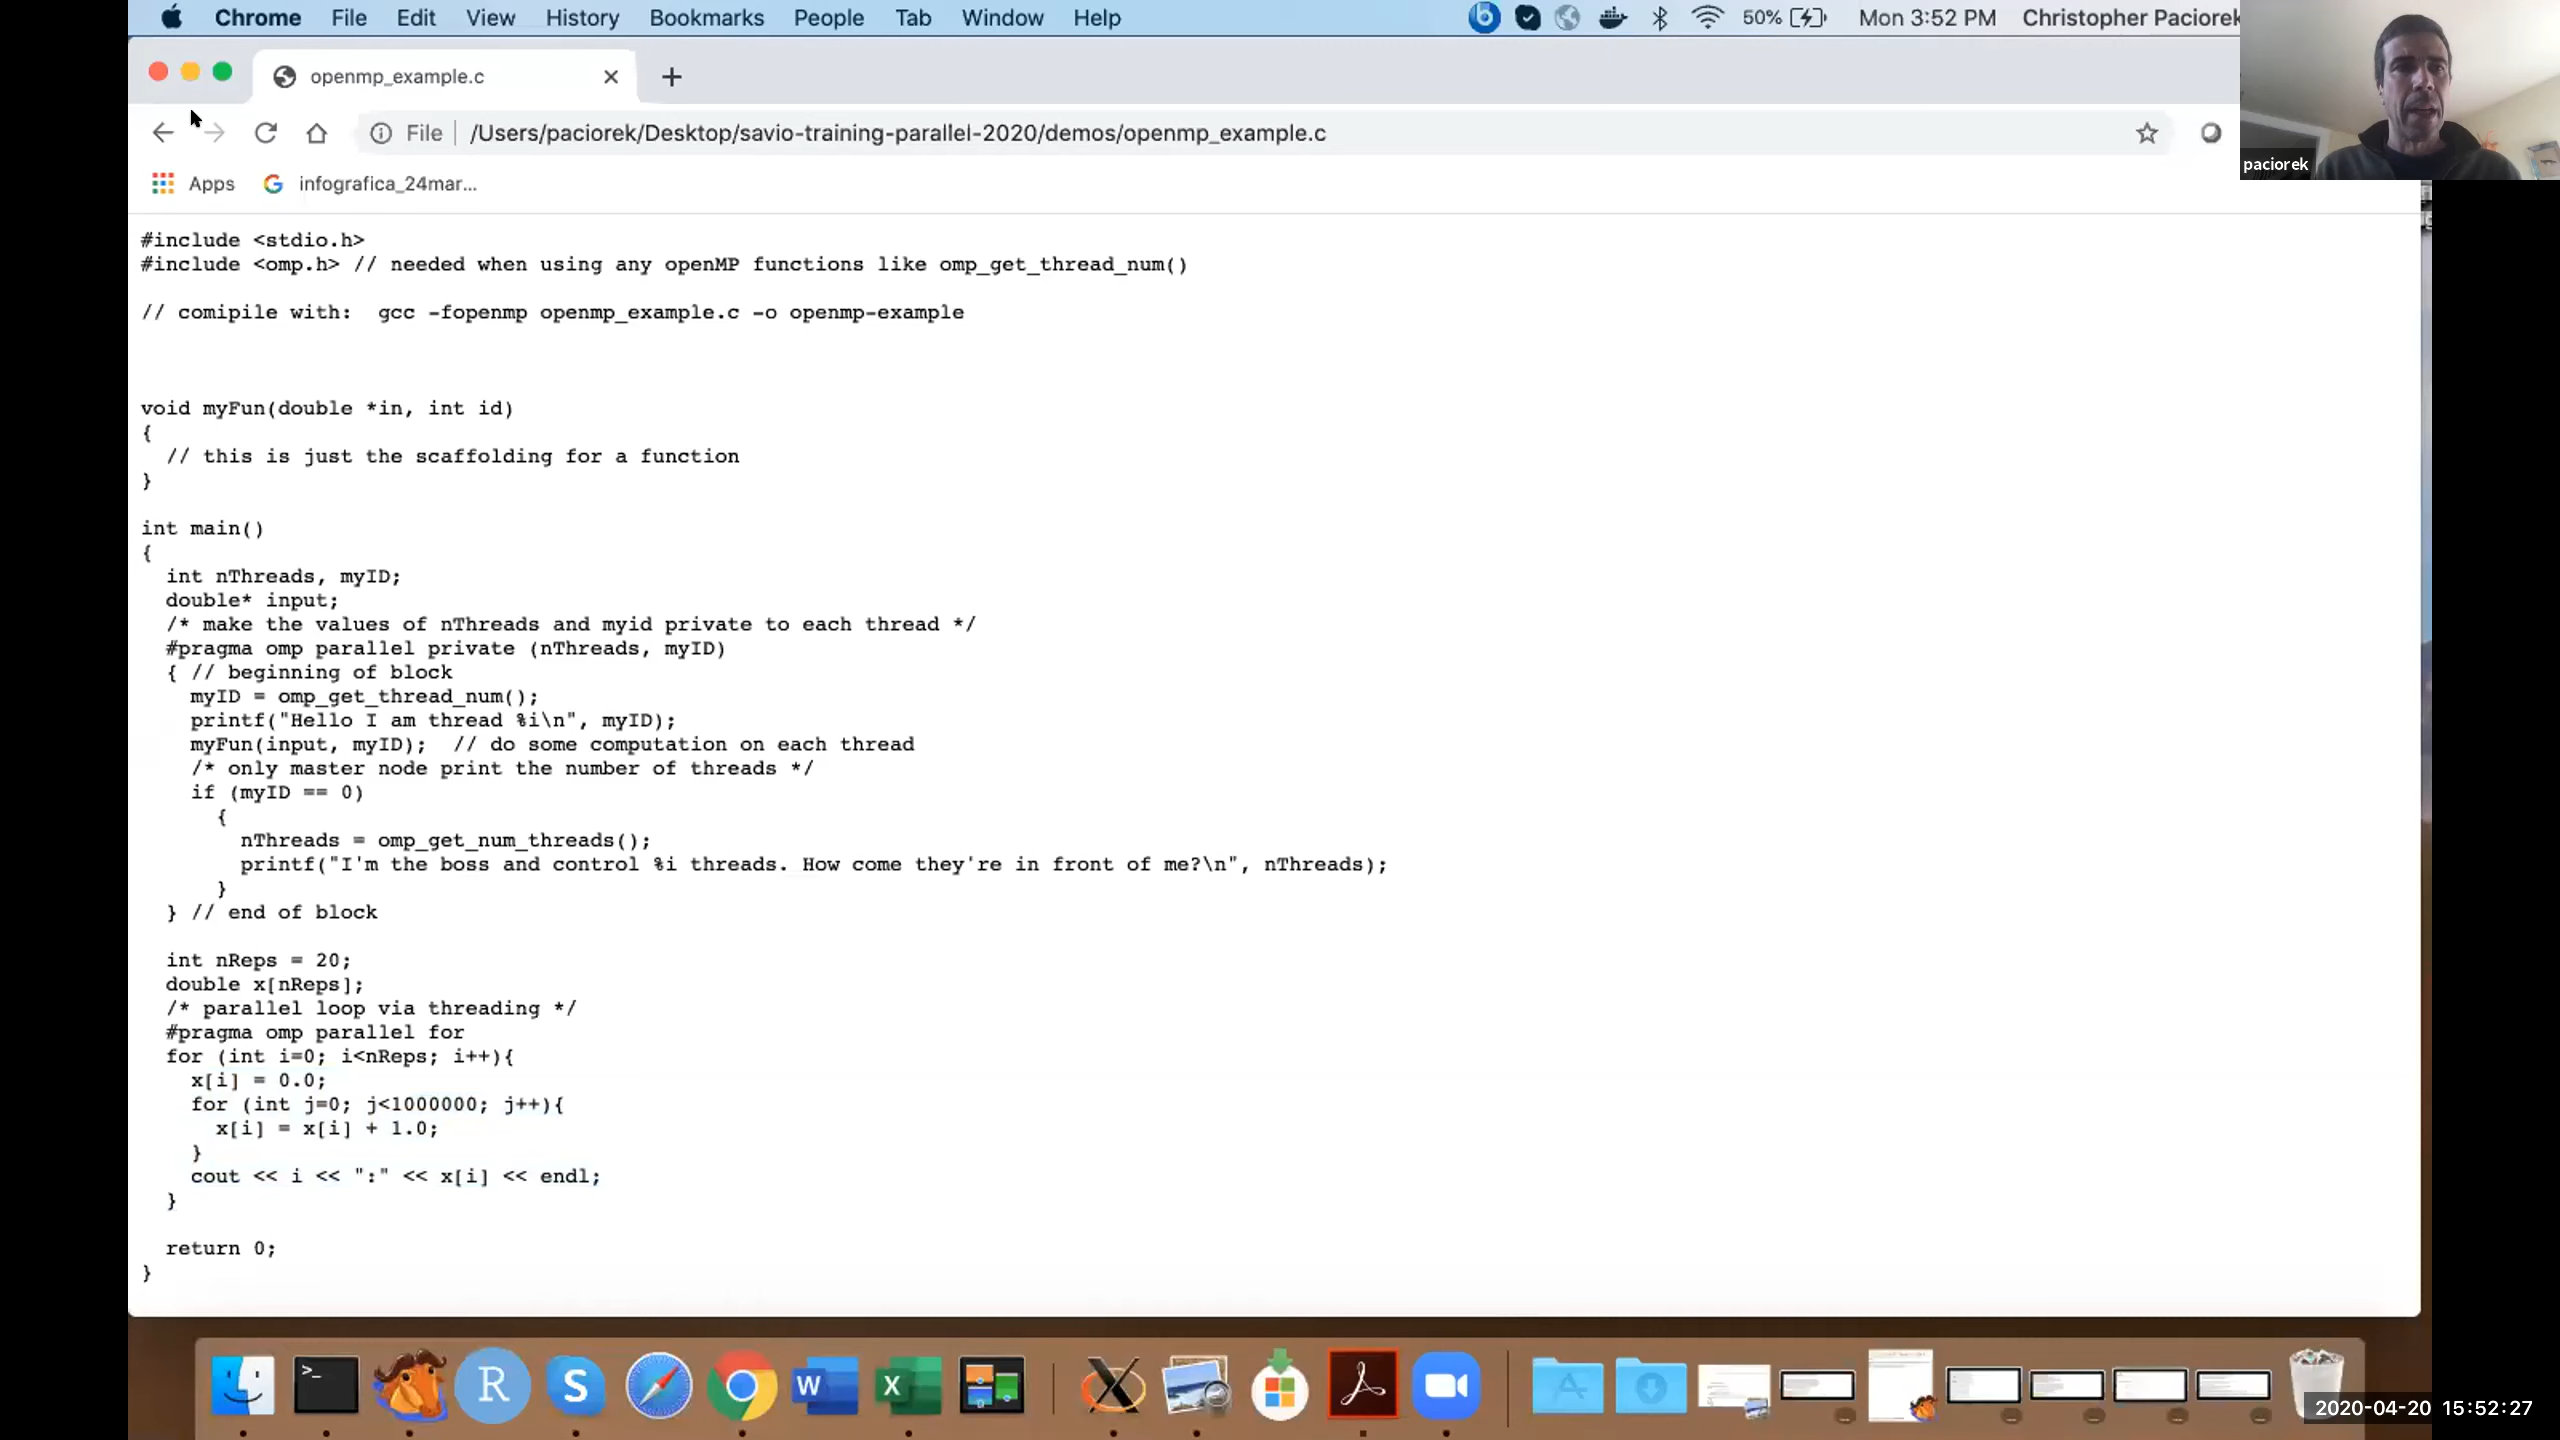 Chrome File Edit View History Bookmarks People Tab Window Help 50% Mon 3:52 PM Christopher Paciorek
openmp_example.c
File /Users/paciorek/Desktop/savio-training-parallel-2020/demos/openmp_example.c
paciorek
Apps infografica_24mar...
#include <stdio.h>
#include <omp.h> // needed when using any openMP functions like omp_get_thread_num()
// comipile with:  gcc -fopenmp openmp_example.c -o openmp-example
void myFun(double *in, int id)
{
  // this is just the scaffolding for a function
}
int main()
{
  int nThreads, myID;
  double* input;
  /* make the values of nThreads and myid private to each thread */
  #pragma omp parallel private (nThreads, myID)
  { // beginning of block
    myID = omp_get_thread_num();
    printf("Hello I am thread %i\n", myID);
    myFun(input, myID);  // do some computation on each thread
    /* only master node print the number of threads */
    if (myID == 0)
      {
        nThreads = omp_get_num_threads();
        printf("I'm the boss and control %i threads. How come they're in front of me?\n", nThreads);
      }
  } // end of block
  int nReps = 20;
  double x[nReps];
  /* parallel loop via threading */
  #pragma omp parallel for
  for (int i=0; i<nReps; i++){
    x[i] = 0.0;
    for (int j=0; j<1000000; j++){
      x[i] = x[i] + 1.0;
    }
    cout << i << ":" << x[i] << endl;
  }
  return 0;
}
2020-04-20 15:52:27